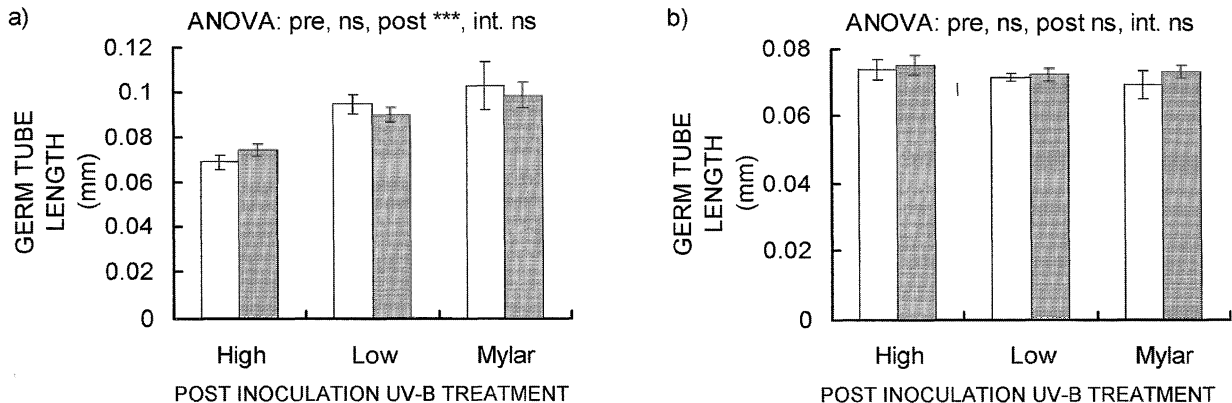 a)
ANOVA: pre, ns, post ***, int. ns
0.12
0.1
0.08
0.06
0.04
0.02
0
GERM TUBE
LENGTH
(mm)
High Low Mylar
POST INOCULATION UV-B TREATMENT
b)
ANOVA: pre, ns, post ns, int. ns
0.08
0.06
0.04
0.02
0
GERM TUBE
LENGTH
(mm)
High Low Mylar
POST INOCULATION UV-B TREATMENT